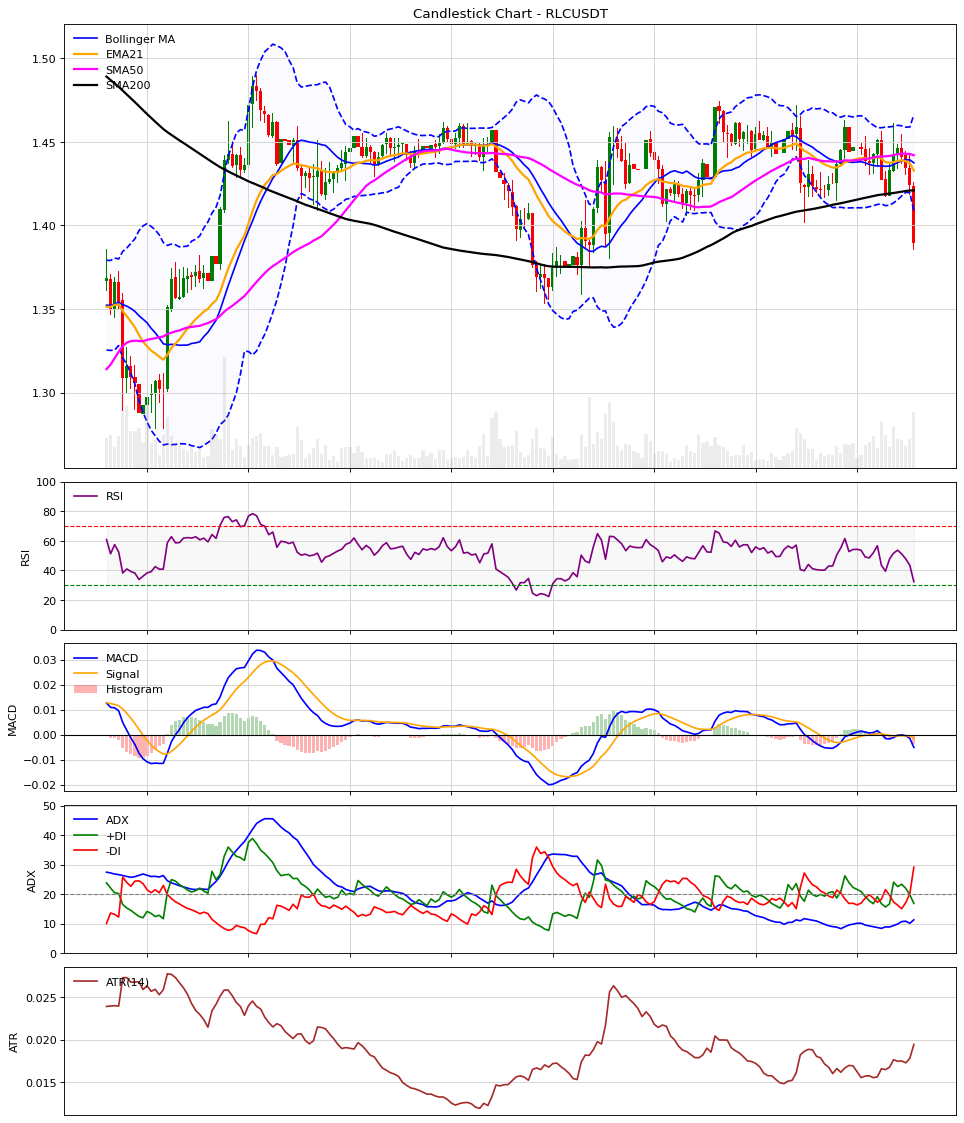 Candlestick Chart - RLCUSDT
Bollinger MA
EMA21
SMA50
SMA200
1.50
1.45
1.40
1.35
1.30
RSI
100
80
60
40
20
0
RSI
MACD
Signal
Histogram
0.03
0.02
0.01
0.00
−0.01
−0.02
MACD
ADX
+DI
-DI
50
40
30
20
10
0
ADX
ATR(14)
0.025
0.020
0.015
ATR